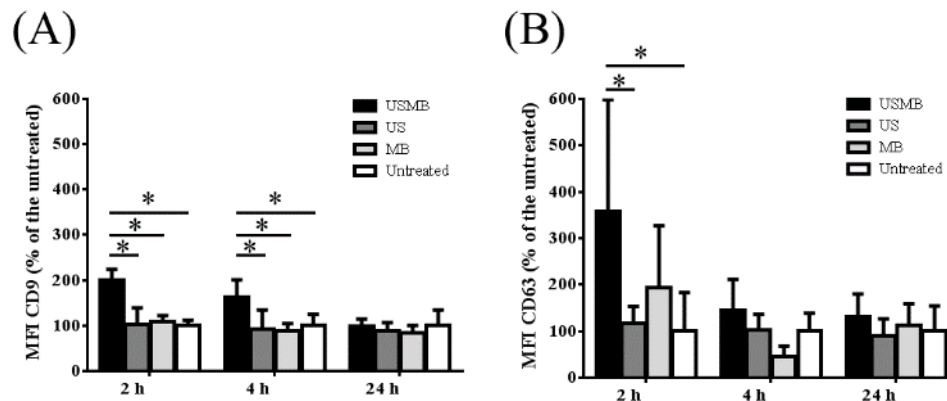 (A)
MFI CD9 (% of the untreated)
600
500
400
300
200
100
0
USMB
US
MB
Untreated
*
*
*
*
*
*
2 h
4 h
24 h
(B)
MFI CD63 (% of the untreated)
600
500
400
300
200
100
0
USMB
US
MB
Untreated
*
*
2 h
4 h
24 h